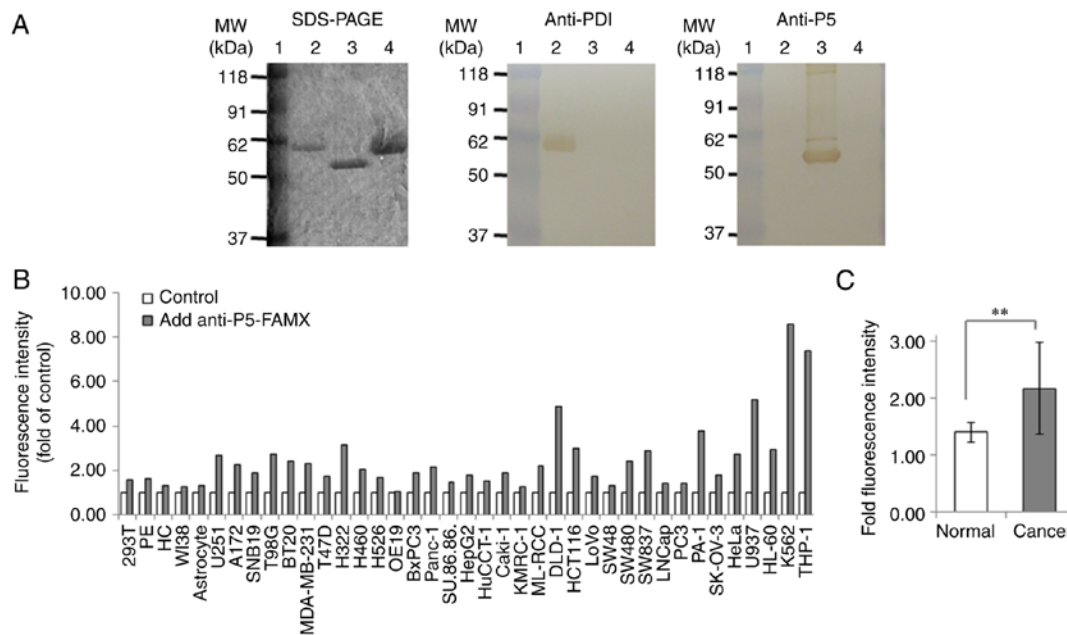 A
SDS-PAGE
MW
(kDa)
1 2 3 4
118
91
62
50
37
Anti-PDI
MW
(kDa)
1 2 3 4
118
91
62
50
37
Anti-P5
MW
(kDa)
1 2 3 4
118
91
62
50
37
B
Fluorescence intensity
(fold of control)
10.00
8.00
6.00
4.00
2.00
0.00
Control
Add anti-P5-FAMX
293T
PE
HC
WI38
Astrocyte
U251
A172
SNB19
T98G
BT20
MDA-MB-231
T47D
H322
H460
H526
OE19
BxPC3
Panc-1
SU.86.86.
HepG2
HuCCT-1
Caki-1
KMRC-1
ML-RCC
DLD-1
HCT116
LoVo
SW48
SW480
SW837
LNCap
PC3
PA-1
SK-OV-3
HeLa
U937
HL-60
K562
THP-1
C
Fold fluorescence intensity
3.00
2.00
1.00
0.00
**
Normal Cancer